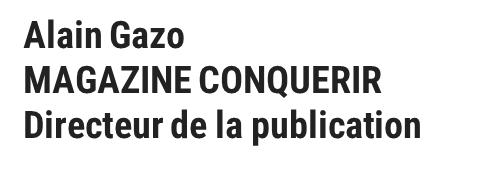 Alain Gazo
MAGAZINE CONQUERIR
Directeur de la publication